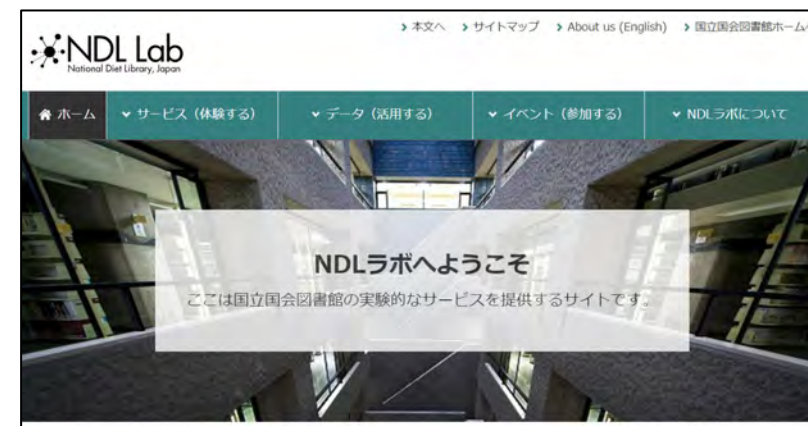 本文へ サイトマップ About us (English) 国立国会図書館ホーム
NDL Lab
National Diet Library, Japan
ホーム サービス(体験する) データ(活用する) イベント(参加する) NDLラボについて
NDLラボへようこそ
ここは国立国会図書館の実験的なサービスを提供するサイトです。